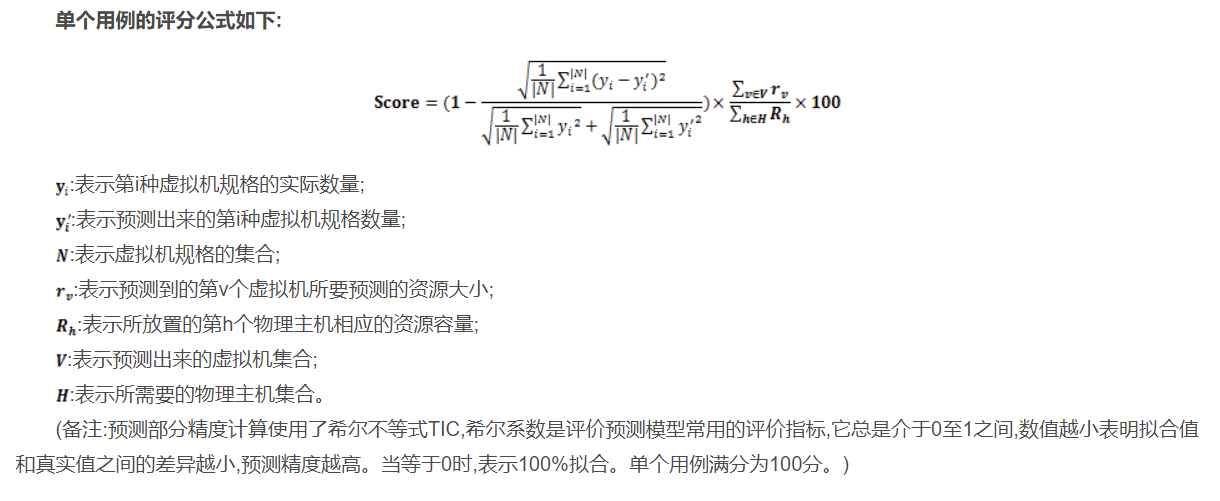 单个用例的评分公式如下:
$$\text{Score} = (1 - \frac{\sqrt{\frac{1}{|N|}\sum_{i=1}^{|N|}(y_i - y_i')^2}}{\sqrt{\frac{1}{|N|}\sum_{i=1}^{|N|}{y_i}^2} + \sqrt{\frac{1}{|N|}\sum_{i=1}^{|N|}{y_i'}^2}}) \times \frac{\sum_{v \in V} r_v}{\sum_{h \in H} R_h} \times 100$$
y_i:表示第i种虚拟机规格的实际数量;
y_i':表示预测出来的第i种虚拟机规格数量;
N:表示虚拟机规格的集合;
r_v:表示预测到的第v个虚拟机所要预测的资源大小;
R_h:表示所放置的第h个物理主机相应的资源容量;
V:表示预测出来的虚拟机集合;
H:表示所需要的物理主机集合。
(备注:预测部分精度计算使用了希尔不等式TIC,希尔系数是评价预测模型常用的评价指标,它总是介于0至1之间,数值越小表明拟合值
和真实值之间的差异越小,预测精度越高。当等于0时,表示100%拟合。单个用例满分为100分。)